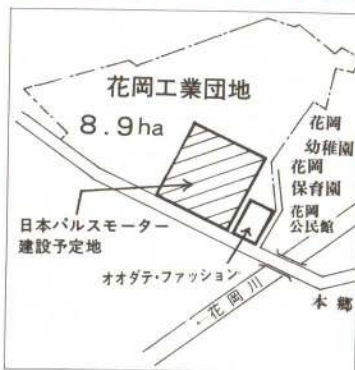 花岡工業団地
8.9ha
花岡
幼稚園
花岡
保育園
花岡
公民館
日本パルスモーター
建設予定地
オオダテ・ファッション
本郷
←花岡川